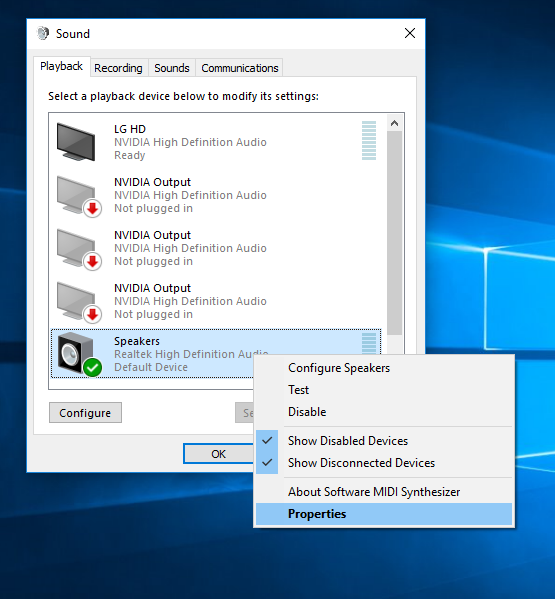 Sound
Playback
Recording
Sounds
Communications
Select a playback device below to modify its settings:
LG HD
NVIDIA High Definition Audio
Ready
NVIDIA Output
NVIDIA High Definition Audio
Not plugged in
NVIDIA Output
NVIDIA High Definition Audio
Not plugged in
NVIDIA Output
NVIDIA High Definition Audio
Not plugged in
Speakers
Realtek High Definition Audio
Default Device
Configure
OK
Configure Speakers
Test
Disable
Show Disabled Devices
Show Disconnected Devices
About Software MIDI Synthesizer
Properties